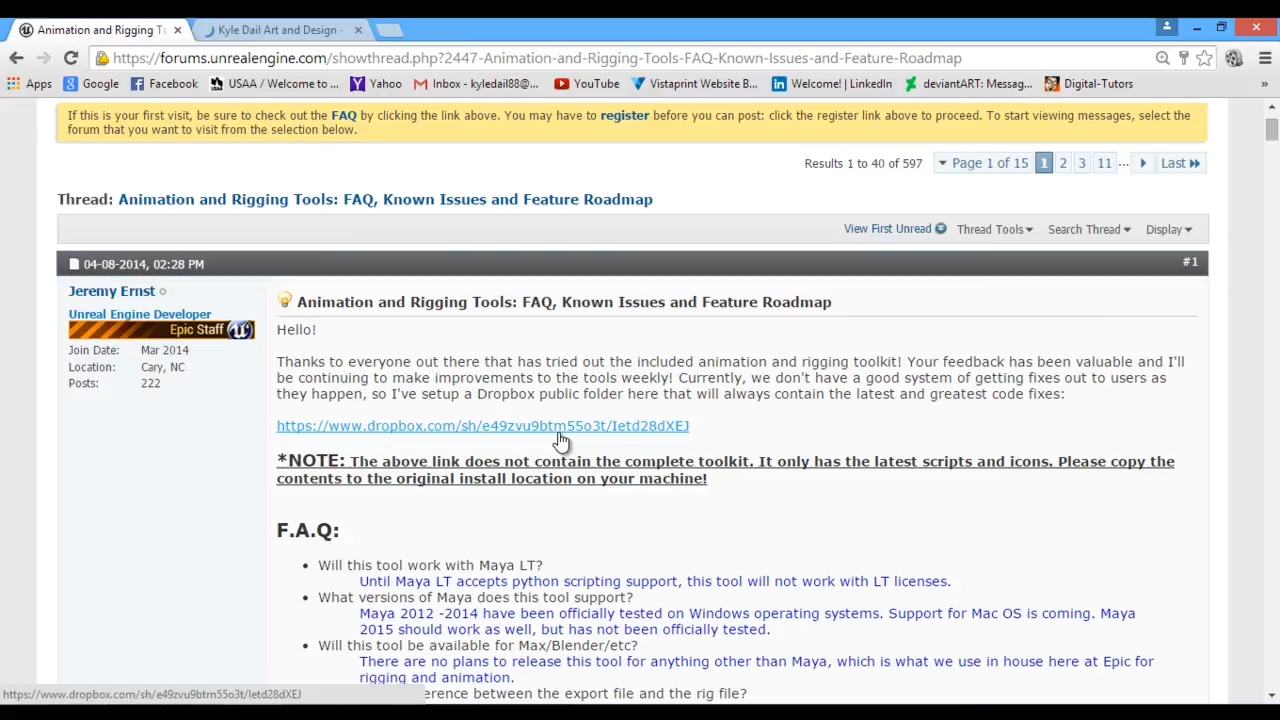 Animation and Rigging T
Kyle Dail Art and Design -
https://forums.unrealengine.com/showthread.php?2447-Animation-and-Rigging-Tools-FAQ-Known-Issues-and-Feature-Roadmap
Apps Google Facebook USAA / Welcome to ... Yahoo Inbox - kyledail88@... YouTube Vistaprint Website B... Welcome! | LinkedIn deviantART: Messag... Digital-Tutors »
If this is your first visit, be sure to check out the FAQ by clicking the link above. You may have to register before you can post: click the register link above to proceed. To start viewing messages, select the
forum that you want to visit from the selection below.
Results 1 to 40 of 597 Page 1 of 15 1 2 3 11 ... Last
Thread: Animation and Rigging Tools: FAQ, Known Issues and Feature Roadmap
View First Unread Thread Tools Search Thread Display
04-08-2014, 02:28 PM #1
Jeremy Ernst
Unreal Engine Developer
Epic Staff
Join Date: Mar 2014
Location: Cary, NC
Posts: 222
Animation and Rigging Tools: FAQ, Known Issues and Feature Roadmap
Hello!
Thanks to everyone out there that has tried out the included animation and rigging toolkit! Your feedback has been valuable and I'll
be continuing to make improvements to the tools weekly! Currently, we don't have a good system of getting fixes out to users as
they happen, so I've setup a Dropbox public folder here that will always contain the latest and greatest code fixes:
https://www.dropbox.com/sh/e49zvu9btm55o3t/Ietd28dXEJ
*NOTE: The above link does not contain the complete toolkit. It only has the latest scripts and icons. Please copy the
contents to the original install location on your machine!
F.A.Q:
• Will this tool work with Maya LT?
Until Maya LT accepts python scripting support, this tool will not work with LT licenses.
• What versions of Maya does this tool support?
Maya 2012 -2014 have been officially tested on Windows operating systems. Support for Mac OS is coming. Maya
2015 should work as well, but has not been officially tested.
• Will this tool be available for Max/Blender/etc?
There are no plans to release this tool for anything other than Maya, which is what we use in house here at Epic for
rigging and animation.
erence between the export file and the rig file?
https://www.dropbox.com/sh/e49zvu9btm55o3t/Ietd28dXEJ